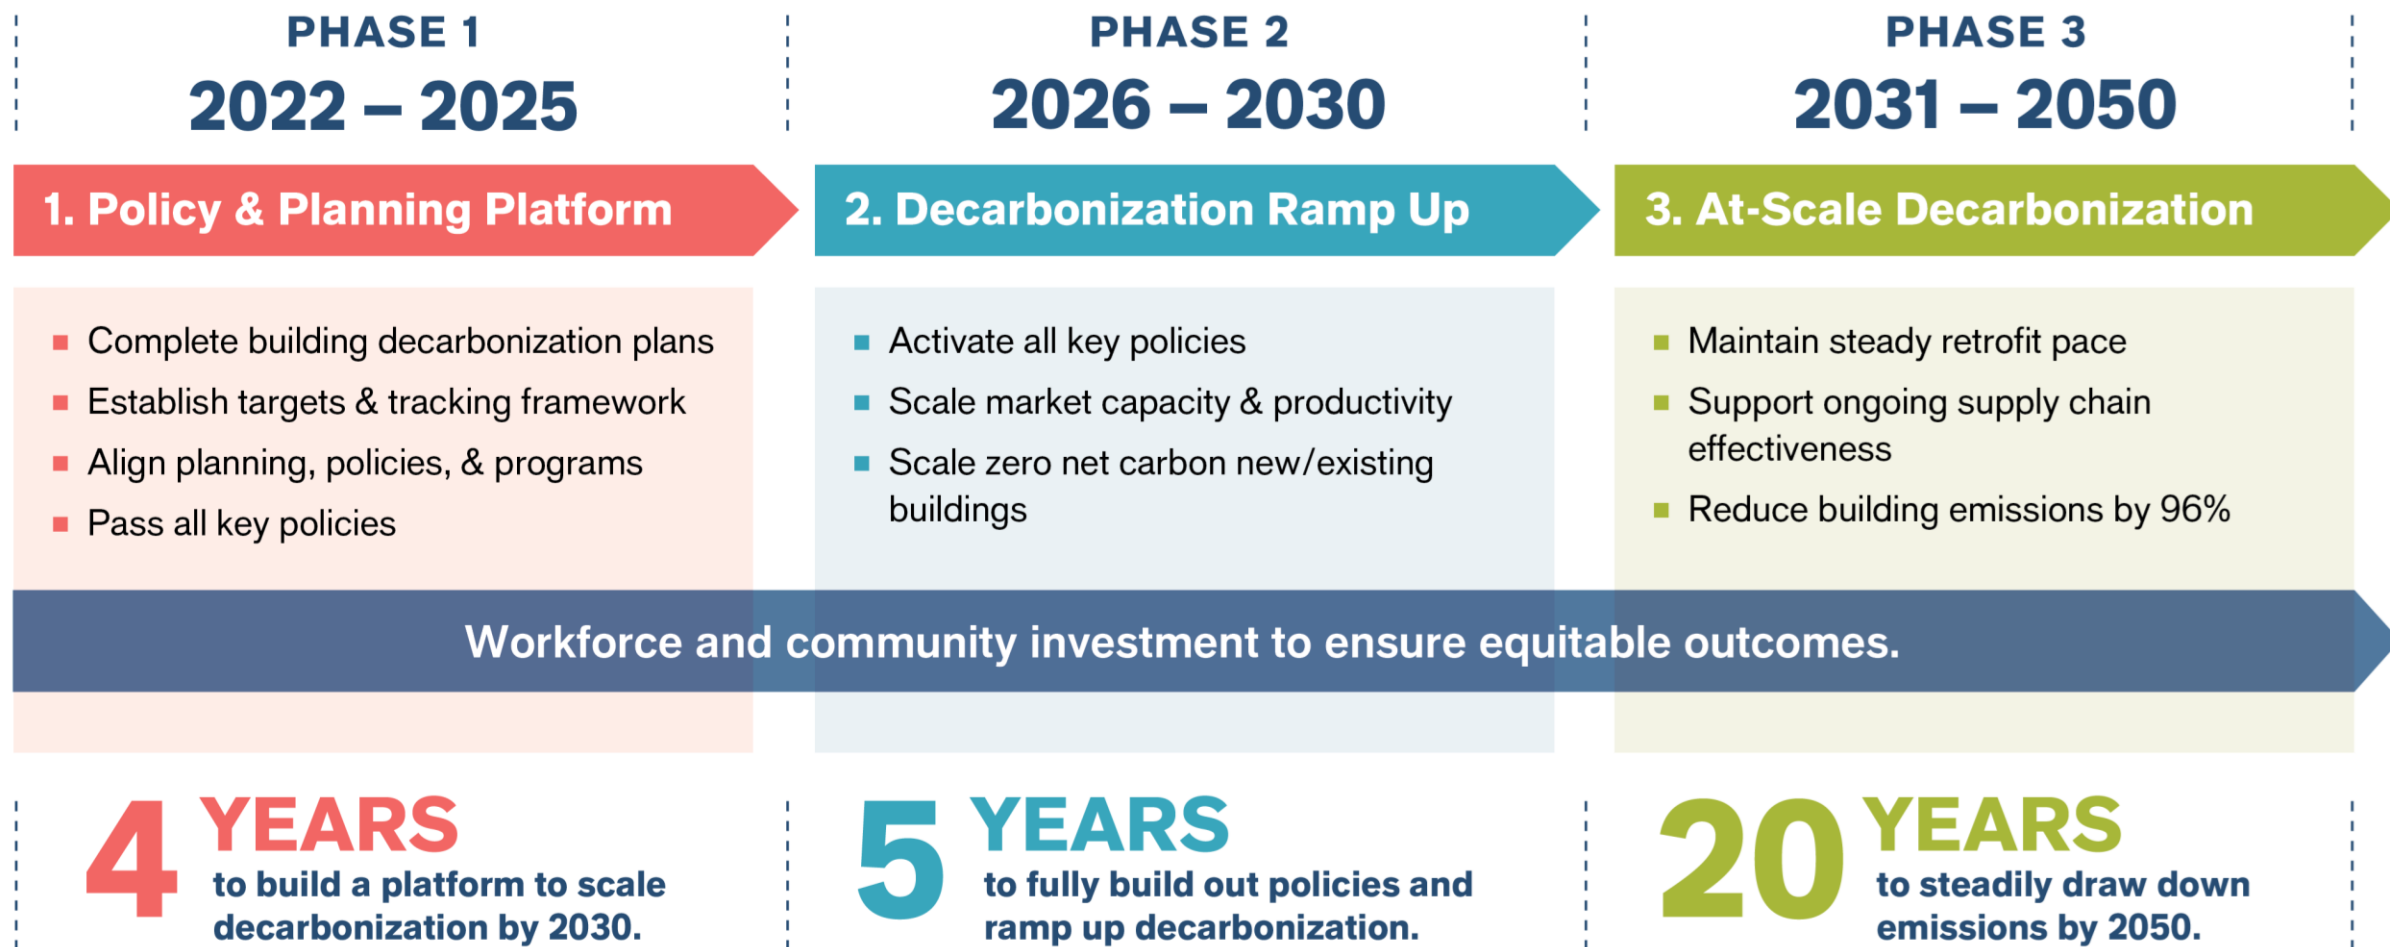 PHASE 1
2022 – 2025
1. Policy & Planning Platform
Complete building decarbonization plans
Establish targets & tracking framework
Align planning, policies, & programs
Pass all key policies
PHASE 2
2026 – 2030
2. Decarbonization Ramp Up
Activate all key policies
Scale market capacity & productivity
Scale zero net carbon new/existing
buildings
PHASE 3
2031 – 2050
3. At-Scale Decarbonization
Maintain steady retrofit pace
Support ongoing supply chain
effectiveness
Reduce building emissions by 96%
Workforce and community investment to ensure equitable outcomes.
4 YEARS
to build a platform to scale
decarbonization by 2030.
5 YEARS
to fully build out policies and
ramp up decarbonization.
20 YEARS
to steadily draw down
emissions by 2050.